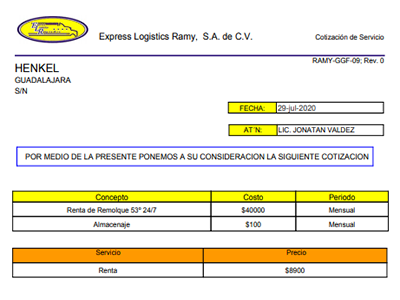 Express Logistics Ramy, S.A. de C.V.
Cotización de Servicio
RAMY-GGF-09; Rev. 0
HENKEL
GUADALAJARA
S/N
FECHA: 29-jul-2020
AT´N: LIC. JONATAN VALDEZ
POR MEDIO DE LA PRESENTE PONEMOS A SU CONSIDERACION LA SIGUIENTE COTIZACION
Concepto Costo Periodo
Renta de Remolque 53º 24/7 $40000 Mensual
Almacenaje $100 Mensual
Servicio Precio
Renta $8900